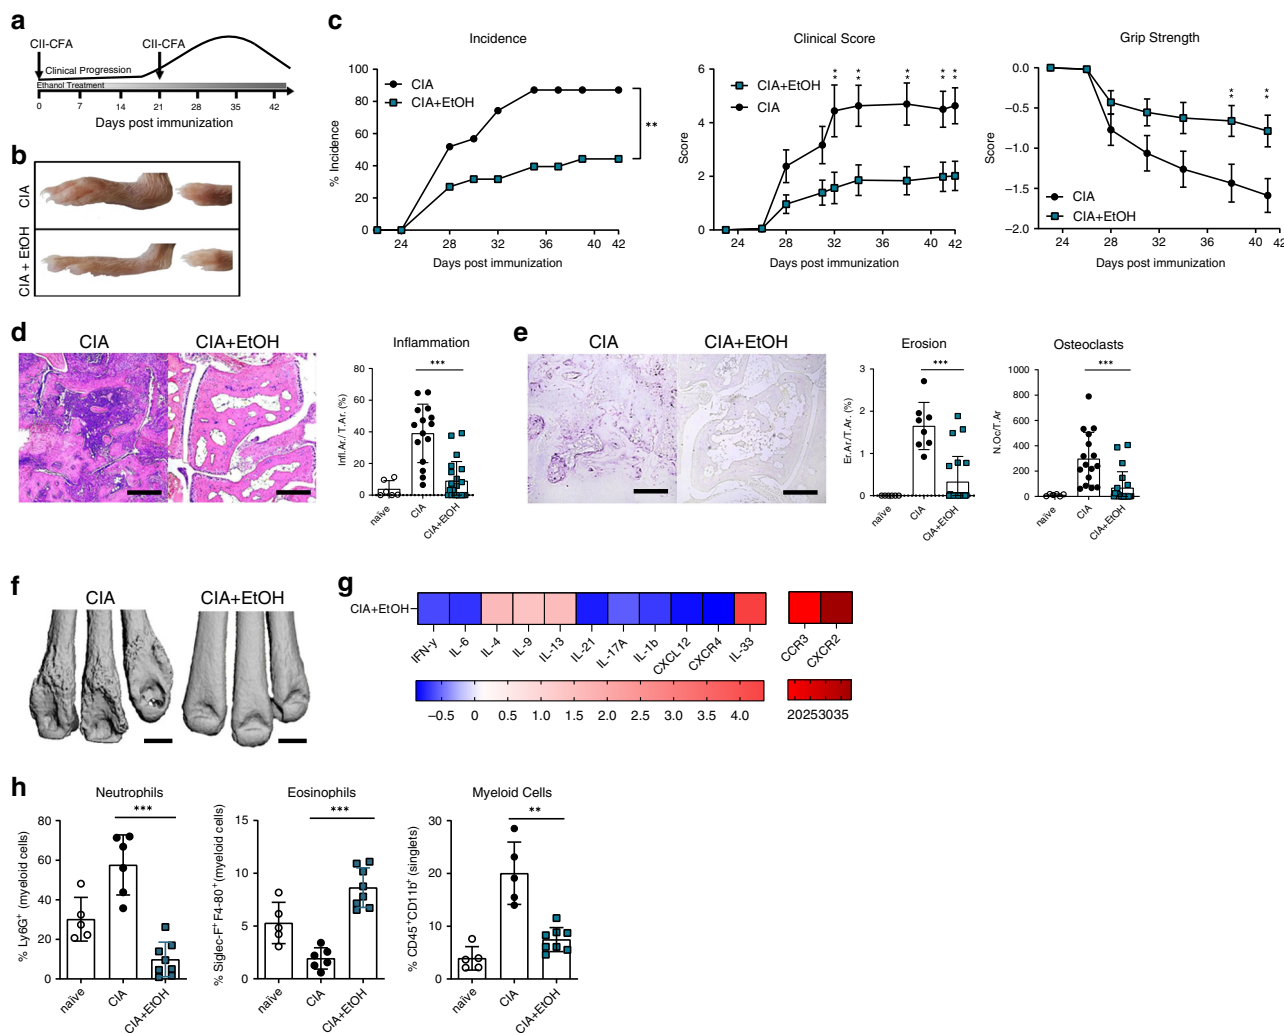 a
CII-CFA
CII-CFA
Clinical Progression
Ethanol Treatment
0 7 14 21 28 35 42
Days post immunization
b
CIA
CIA + EtOH
c
Incidence
100
80
60
40
20
0
% Incidence
CIA
CIA+EtOH
**
24 28 32 36 40 42
Days post immunization
Clinical Score
6
4
2
0
Score
CIA+EtOH
CIA
** ** ** ** **
24 28 32 36 40 42
Days post immunization
Grip Strength
0.0
−0.5
−1.0
−1.5
−2.0
Score
** **
CIA
CIA+EtOH
24 28 32 36 40 42
Days post immunization
d
CIA
CIA+EtOH
Inflammation
***
80
60
40
20
0
Infl.Ar./T.Ar. (%)
naïve
CIA
CIA+EtOH
e
CIA
CIA+EtOH
Erosion
***
3
2
1
0
Er.Ar./T.Ar. (%)
naïve
CIA
CIA+EtOH
Osteoclasts
***
1000
800
600
400
200
0
N.Oc/T.Ar
naïve
CIA
CIA+EtOH
f
CIA
CIA+EtOH
g
CIA+EtOH
IFN-y
IL-6
IL-4
IL-9
IL-13
IL-21
IL-17A
IL-1b
CXCL12
CXCR4
IL-33
CCR3
CXCR2
−0.5 0 0.5 1.0 1.5 2.0 2.5 3.0 3.5 4.0
20253035
h
Neutrophils
***
80
60
40
20
0
% Ly6G⁺ (myeloid cells)
naïve
CIA
CIA+EtOH
Eosinophils
***
15
10
5
0
% Siglec-F⁺ F4-80⁺ (myeloid cells)
naïve
CIA
CIA+EtOH
Myeloid Cells
**
30
20
10
0
% CD45⁺CD11b⁺ (singlets)
naïve
CIA
CIA+EtOH